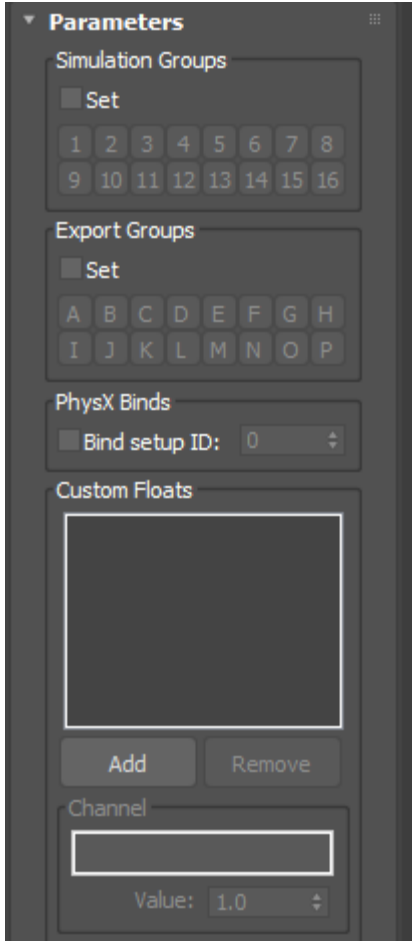 Parameters
Simulation Groups
Set
1 2 3 4 5 6 7 8
9 10 11 12 13 14 15 16
Export Groups
Set
A B C D E F G H
I J K L M N O P
PhysX Binds
Bind setup ID: 0
Custom Floats
Add Remove
Channel
Value: 1.0